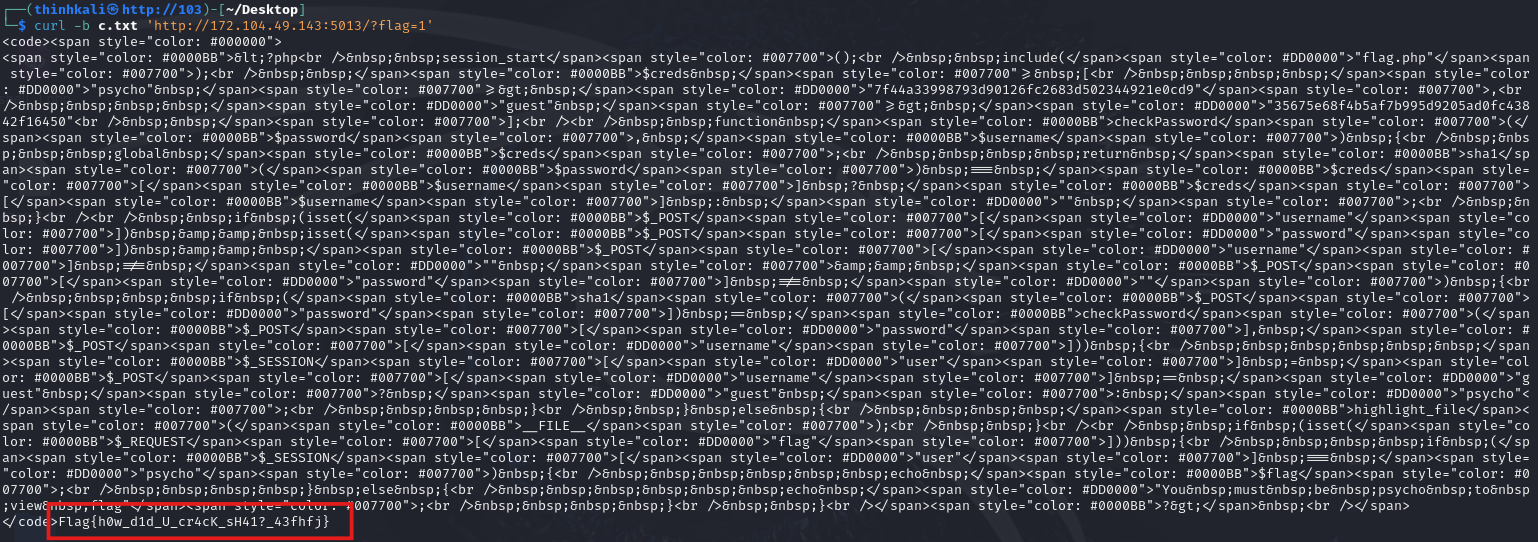 ┌──(thinhkali㉿http://103)-[~/Desktop]
└─$ curl -b c.txt 'http://172.104.49.143:5013/?flag=1'
<code><span style="color: #000000">
<span style="color: #0000BB">&lt;?php<br />&nbsp;&nbsp;session_start</span><span style="color: #007700">();<br />&nbsp;&nbsp;include(</span><span style="color: #DD0000">"flag.php"</span><span
 style="color: #007700">);<br />&nbsp;&nbsp;</span><span style="color: #0000BB">$creds&nbsp;</span><span style="color: #007700">=&nbsp;[<br />&nbsp;&nbsp;&nbsp;&nbsp;</span><span style="color
: #DD0000">"psycho"&nbsp;</span><span style="color: #007700">=&gt;&nbsp;</span><span style="color: #DD0000">"7f44a33998793d90126fc2683d502344921e0cd9"</span><span style="color: #007700">,<br
/>&nbsp;&nbsp;&nbsp;&nbsp;</span><span style="color: #DD0000">"guest"&nbsp;</span><span style="color: #007700">=&gt;&nbsp;</span><span style="color: #DD0000">"35675e68f4b5af7b995d9205ad0fc438
42f16450"<br />&nbsp;&nbsp;</span><span style="color: #007700">];<br /><br />&nbsp;&nbsp;function&nbsp;</span><span style="color: #0000BB">checkPassword</span><span style="color: #007700">(</
span><span style="color: #0000BB">$password</span><span style="color: #007700">,&nbsp;</span><span style="color: #0000BB">$username</span><span style="color: #007700">)&nbsp;{<br />&nbsp;&nbs
p;&nbsp;&nbsp;global&nbsp;</span><span style="color: #0000BB">$creds</span><span style="color: #007700">;<br />&nbsp;&nbsp;&nbsp;&nbsp;return&nbsp;</span><span style="color: #0000BB">sha1</sp
an><span style="color: #007700">(</span><span style="color: #0000BB">$password</span><span style="color: #007700">)&nbsp;===&nbsp;</span><span style="color: #0000BB">$creds</span><span style=
"color: #007700">[</span><span style="color: #0000BB">$username</span><span style="color: #007700">]&nbsp;?&nbsp;</span><span style="color: #0000BB">$creds</span><span style="color: #007700">
[</span><span style="color: #0000BB">$username</span><span style="color: #007700">]&nbsp;:&nbsp;</span><span style="color: #DD0000">""</span><span style="color: #007700">;<br />&nbsp;&n
bsp;}<br /><br />&nbsp;&nbsp;if&nbsp;(isset(</span><span style="color: #0000BB">$_POST</span><span style="color: #007700">[</span><span style="color: #DD0000">"username"</span><span style="co
lor: #007700">])&nbsp;&amp;&amp;&nbsp;isset(</span><span style="color: #0000BB">$_POST</span><span style="color: #007700">[</span><span style="color: #DD0000">"password"</span><span style="co
lor: #007700">])&nbsp;&amp;&amp;&nbsp;</span><span style="color: #0000BB">$_POST</span><span style="color: #007700">[</span><span style="color: #DD0000">"username"</span><span style="color: #
007700">]&nbsp;!==&nbsp;</span><span style="color: #DD0000">""&nbsp;</span><span style="color: #007700">&amp;&amp;&nbsp;</span><span style="color: #0000BB">$_POST</span><span style="color: #0
07700">[</span><span style="color: #DD0000">"password"</span><span style="color: #007700">]&nbsp;!==&nbsp;</span><span style="color: #DD0000">""</span><span style="color: #007700">)&nbsp;{<br
 />&nbsp;&nbsp;&nbsp;&nbsp;if&nbsp;(</span><span style="color: #0000BB">sha1</span><span style="color: #007700">(</span><span style="color: #0000BB">$_POST</span><span style="color: #007700">
[</span><span style="color: #DD0000">"password"</span><span style="color: #007700">])&nbsp;==&nbsp;</span><span style="color: #0000BB">checkPassword</span><span style="color: #007700">(</span
><span style="color: #0000BB">$_POST</span><span style="color: #007700">[</span><span style="color: #DD0000">"password"</span><span style="color: #007700">],&nbsp;</span><span style="color: #
0000BB">$_POST</span><span style="color: #007700">[</span><span style="color: #DD0000">"username"</span><span style="color: #007700">]))&nbsp;{<br />&nbsp;&nbsp;&nbsp;&nbsp;&nbsp;&nbsp;</span
><span style="color: #0000BB">$_SESSION</span><span style="color: #007700">[</span><span style="color: #DD0000">"user"</span><span style="color: #007700">]&nbsp;=&nbsp;</span><span style="col
or: #0000BB">$_POST</span><span style="color: #007700">[</span><span style="color: #DD0000">"username"</span><span style="color: #007700">]&nbsp;==&nbsp;</span><span style="color: #DD0000">"g
uest"&nbsp;</span><span style="color: #007700">?&nbsp;</span><span style="color: #DD0000">"guest"&nbsp;</span><span style="color: #007700">:&nbsp;</span><span style="color: #DD0000">"psycho"<
/span><span style="color: #007700">;<br />&nbsp;&nbsp;&nbsp;&nbsp;}<br />&nbsp;&nbsp;}&nbsp;else&nbsp;{<br />&nbsp;&nbsp;&nbsp;&nbsp;</span><span style="color: #0000BB">highlight_file</span><
span style="color: #007700">(</span><span style="color: #0000BB">__FILE__</span><span style="color: #007700">);<br />&nbsp;&nbsp;}<br /><br />&nbsp;&nbsp;if&nbsp;(isset(</span><span style="co
lor: #0000BB">$_REQUEST</span><span style="color: #007700">[</span><span style="color: #DD0000">"flag"</span><span style="color: #007700">]))&nbsp;{<br />&nbsp;&nbsp;&nbsp;&nbsp;if&nbsp;(</sp
an><span style="color: #0000BB">$_SESSION</span><span style="color: #007700">[</span><span style="color: #DD0000">"user"</span><span style="color: #007700">]&nbsp;===&nbsp;</span><span style=
"color: #DD0000">"psycho"</span><span style="color: #007700">)&nbsp;{<br />&nbsp;&nbsp;&nbsp;&nbsp;&nbsp;&nbsp;echo&nbsp;</span><span style="color: #0000BB">$flag</span><span style="color: #0
07700">;<br />&nbsp;&nbsp;&nbsp;&nbsp;}&nbsp;else&nbsp;{<br />&nbsp;&nbsp;&nbsp;&nbsp;&nbsp;&nbsp;echo&nbsp;</span><span style="color: #DD0000">"You&nbsp;must&nbsp;be&nbsp;psycho&nbsp;to&nbsp
;view&nbsp;flag"</span><span style="color: #007700">;<br />&nbsp;&nbsp;&nbsp;&nbsp;}<br />&nbsp;&nbsp;}<br /></span><span style="color: #0000BB">?&gt;</span>&nbsp;<br /></span>
</code>Flag{h0w_d1d_U_cr4cK_sH41?_43fhfj}